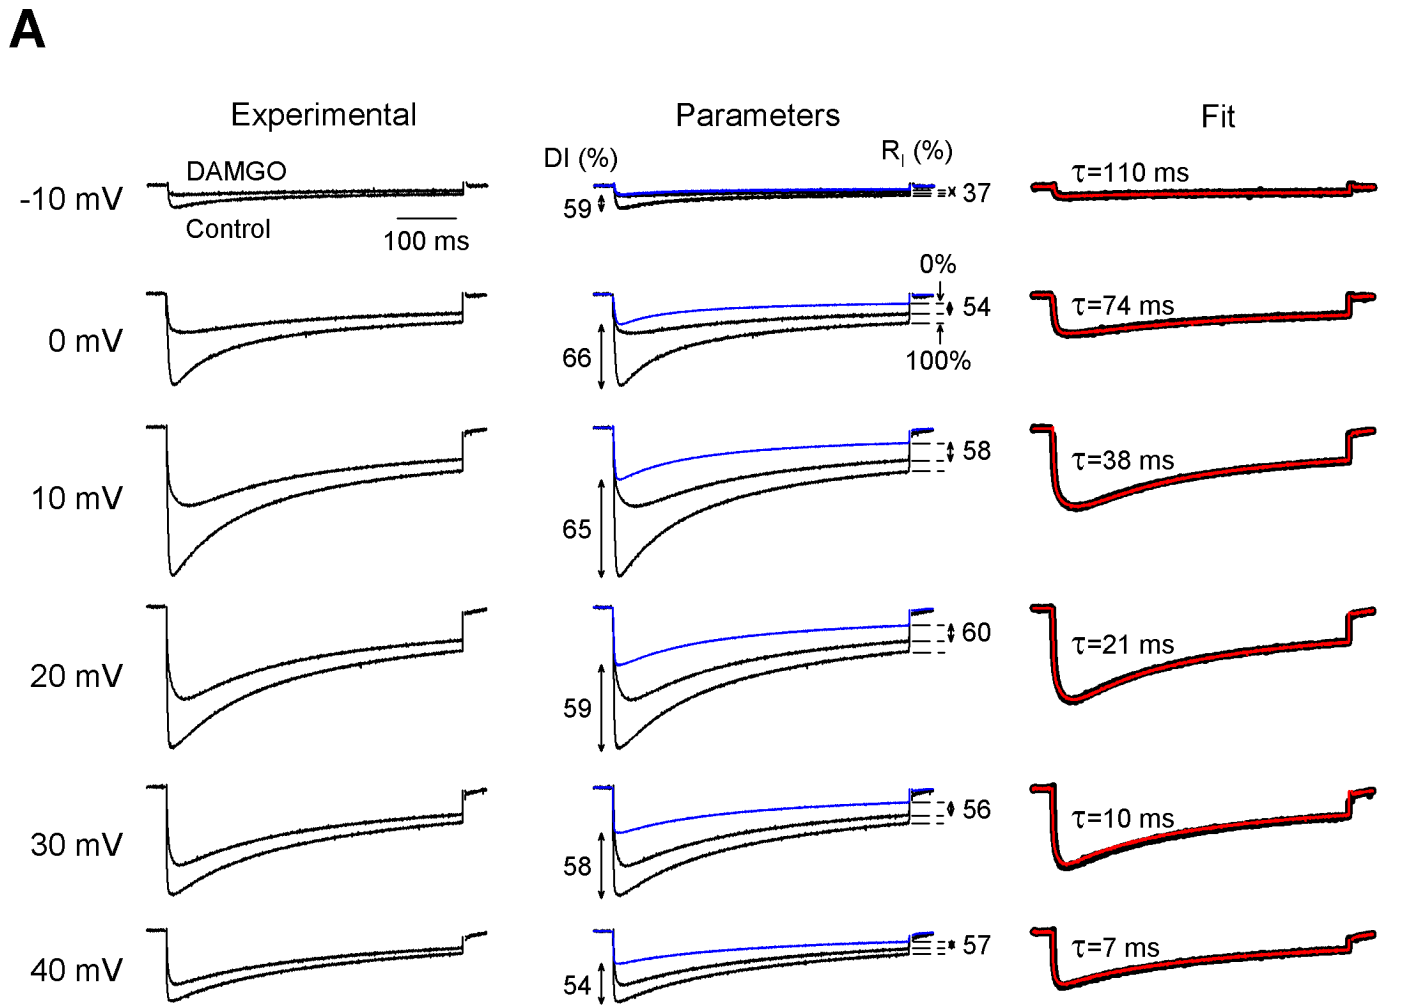 A
Experimental Parameters Fit
DI (%) R_I (%)
-10 mV DAMGO 59 37 τ=110 ms
Control
100 ms
0%
0 mV 66 54 τ=74 ms
100%
10 mV 65 58 τ=38 ms
20 mV 59 60 τ=21 ms
30 mV 58 56 τ=10 ms
40 mV 54 57 τ=7 ms